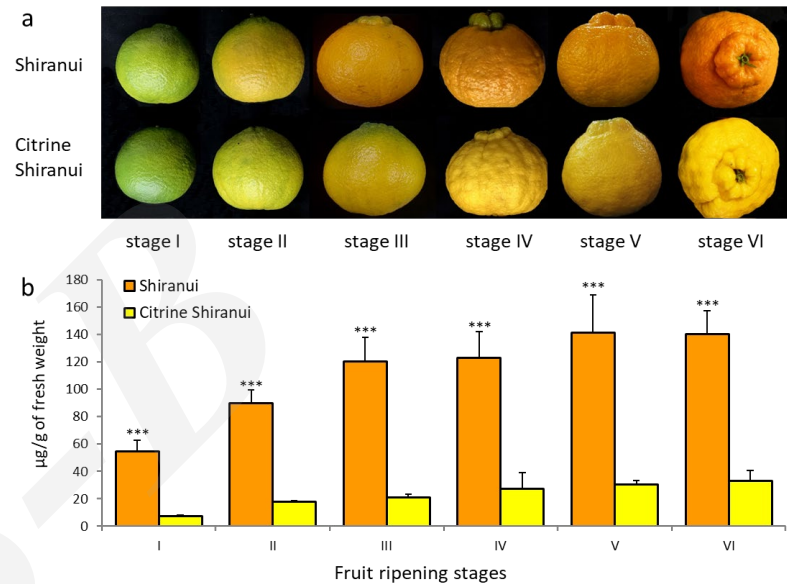 a
Shiranui
Citrine
Shiranui
stage I
stage II
stage III
stage IV
stage V
stage VI
b
Shiranui
Citrine Shiranui
µg/g of fresh weight
180
160
140
120
100
80
60
40
20
0
***
***
***
***
***
***
I
II
III
IV
V
VI
Fruit ripening stages